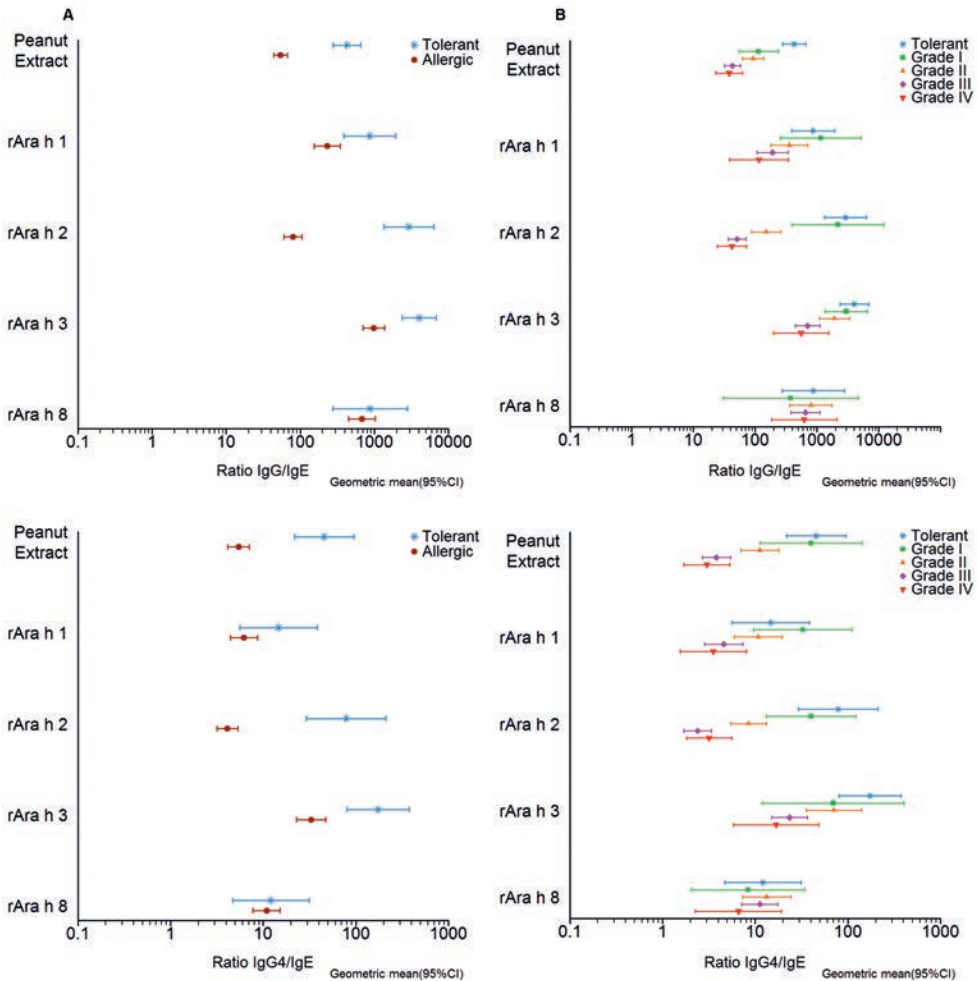 A
Peanut
Extract
rAra h 1
rAra h 2
rAra h 3
rAra h 8
Tolerant
Allergic
0.1 1 10 100 1000 10000
Ratio IgG/IgE
Geometric mean(95%CI)
B
Peanut
Extract
rAra h 1
rAra h 2
rAra h 3
rAra h 8
Tolerant
Grade I
Grade II
Grade III
Grade IV
0.1 1 10 100 1000 10000
Ratio IgG/IgE
Geometric mean(95%CI)
Peanut
Extract
rAra h 1
rAra h 2
rAra h 3
rAra h 8
Tolerant
Allergic
0.1 1 10 100 1000
Ratio IgG4/IgE
Geometric mean(95%CI)
Peanut
Extract
rAra h 1
rAra h 2
rAra h 3
rAra h 8
Tolerant
Grade I
Grade II
Grade III
Grade IV
0.1 1 10 100 1000
Ratio IgG4/IgE
Geometric mean(95%CI)